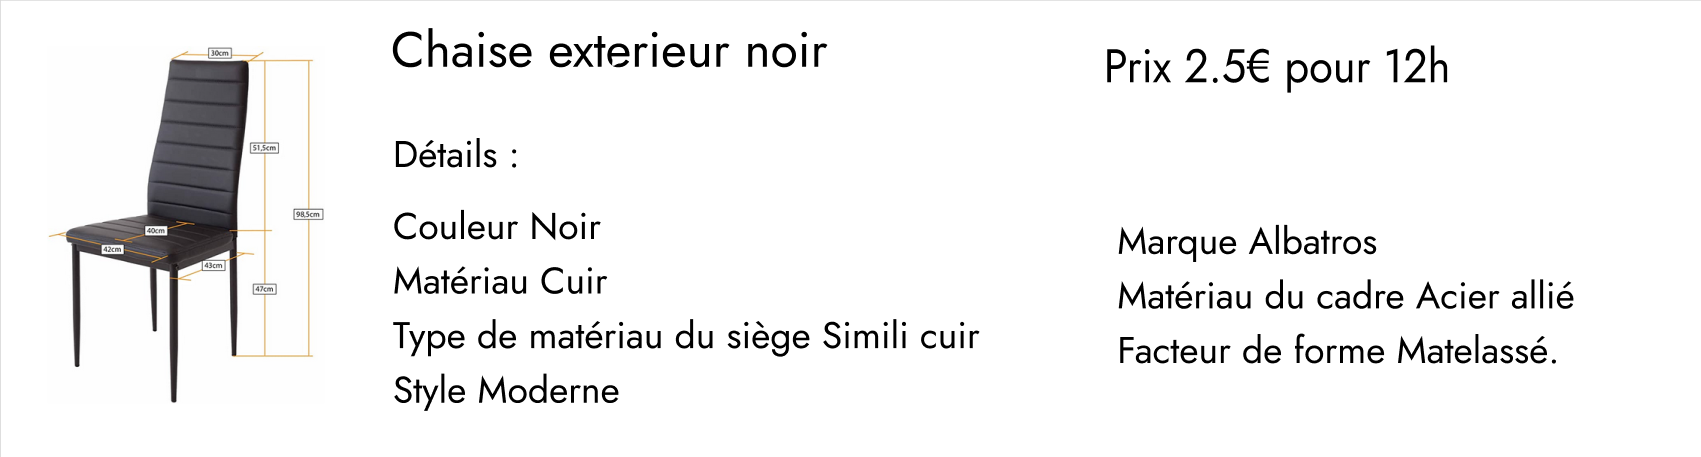 30cm
51,5cm
98,5cm
40cm
42cm
43cm
47cm
Chaise exterieur noir
Prix 2.5€ pour 12h
Détails :
Couleur Noir
Matériau Cuir
Type de matériau du siège Simili cuir
Style Moderne
Marque Albatros
Matériau du cadre Acier allié
Facteur de forme Matelassé.